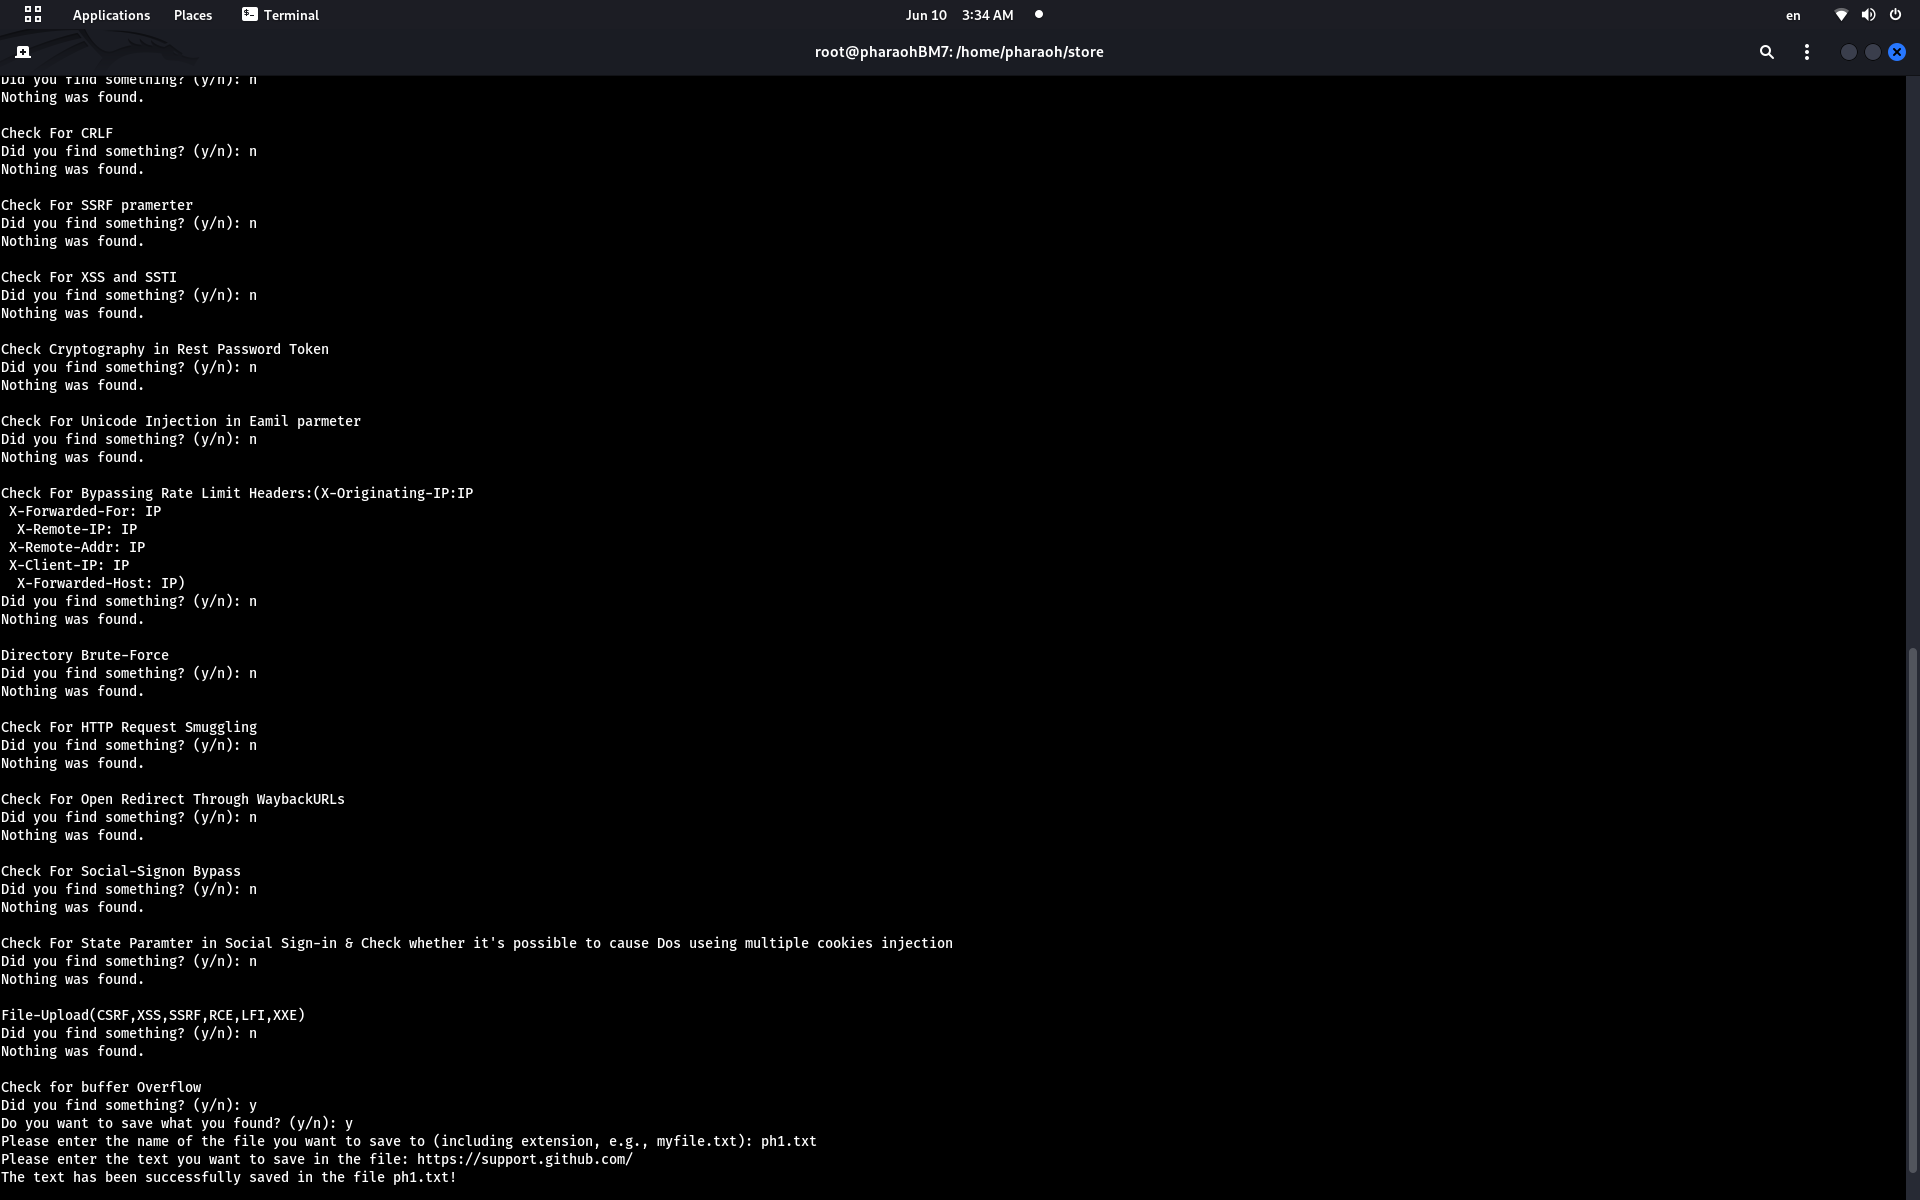 Applications Places Terminal Jun 10 3:34 AM en
root@pharaohBM7: /home/pharaoh/store
Did you find something? (y/n): n
Nothing was found.
Check For CRLF
Did you find something? (y/n): n
Nothing was found.
Check For SSRF pramerter
Did you find something? (y/n): n
Nothing was found.
Check For XSS and SSTI
Did you find something? (y/n): n
Nothing was found.
Check Cryptography in Rest Password Token
Did you find something? (y/n): n
Nothing was found.
Check For Unicode Injection in Eamil parmeter
Did you find something? (y/n): n
Nothing was found.
Check For Bypassing Rate Limit Headers:(X-Originating-IP:IP
X-Forwarded-For: IP
X-Remote-IP: IP
X-Remote-Addr: IP
X-Client-IP: IP
X-Forwarded-Host: IP)
Did you find something? (y/n): n
Nothing was found.
Directory Brute-Force
Did you find something? (y/n): n
Nothing was found.
Check For HTTP Request Smuggling
Did you find something? (y/n): n
Nothing was found.
Check For Open Redirect Through WaybackURLs
Did you find something? (y/n): n
Nothing was found.
Check For Social-Signon Bypass
Did you find something? (y/n): n
Nothing was found.
Check For State Paramter in Social Sign-in & Check whether it's possible to cause Dos useing multiple cookies injection
Did you find something? (y/n): n
Nothing was found.
File-Upload(CSRF,XSS,SSRF,RCE,LFI,XXE)
Did you find something? (y/n): n
Nothing was found.
Check for buffer Overflow
Did you find something? (y/n): y
Do you want to save what you found? (y/n): y
Please enter the name of the file you want to save to (including extension, e.g., myfile.txt): ph1.txt
Please enter the text you want to save in the file: https://support.github.com/
The text has been successfully saved in the file ph1.txt!